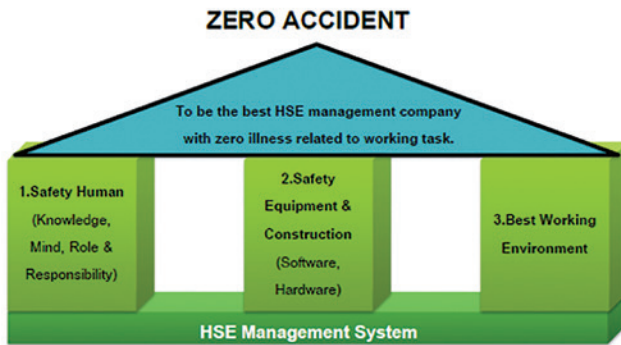 ZERO ACCIDENT
To be the best HSE management company
with zero illness related to working task.
1.Safety Human
(Knowledge,
Mind, Role &
Responsibility)
2.Safety
Equipment &
Construction
(Software,
Hardware)
3.Best Working
Environment
HSE Management System